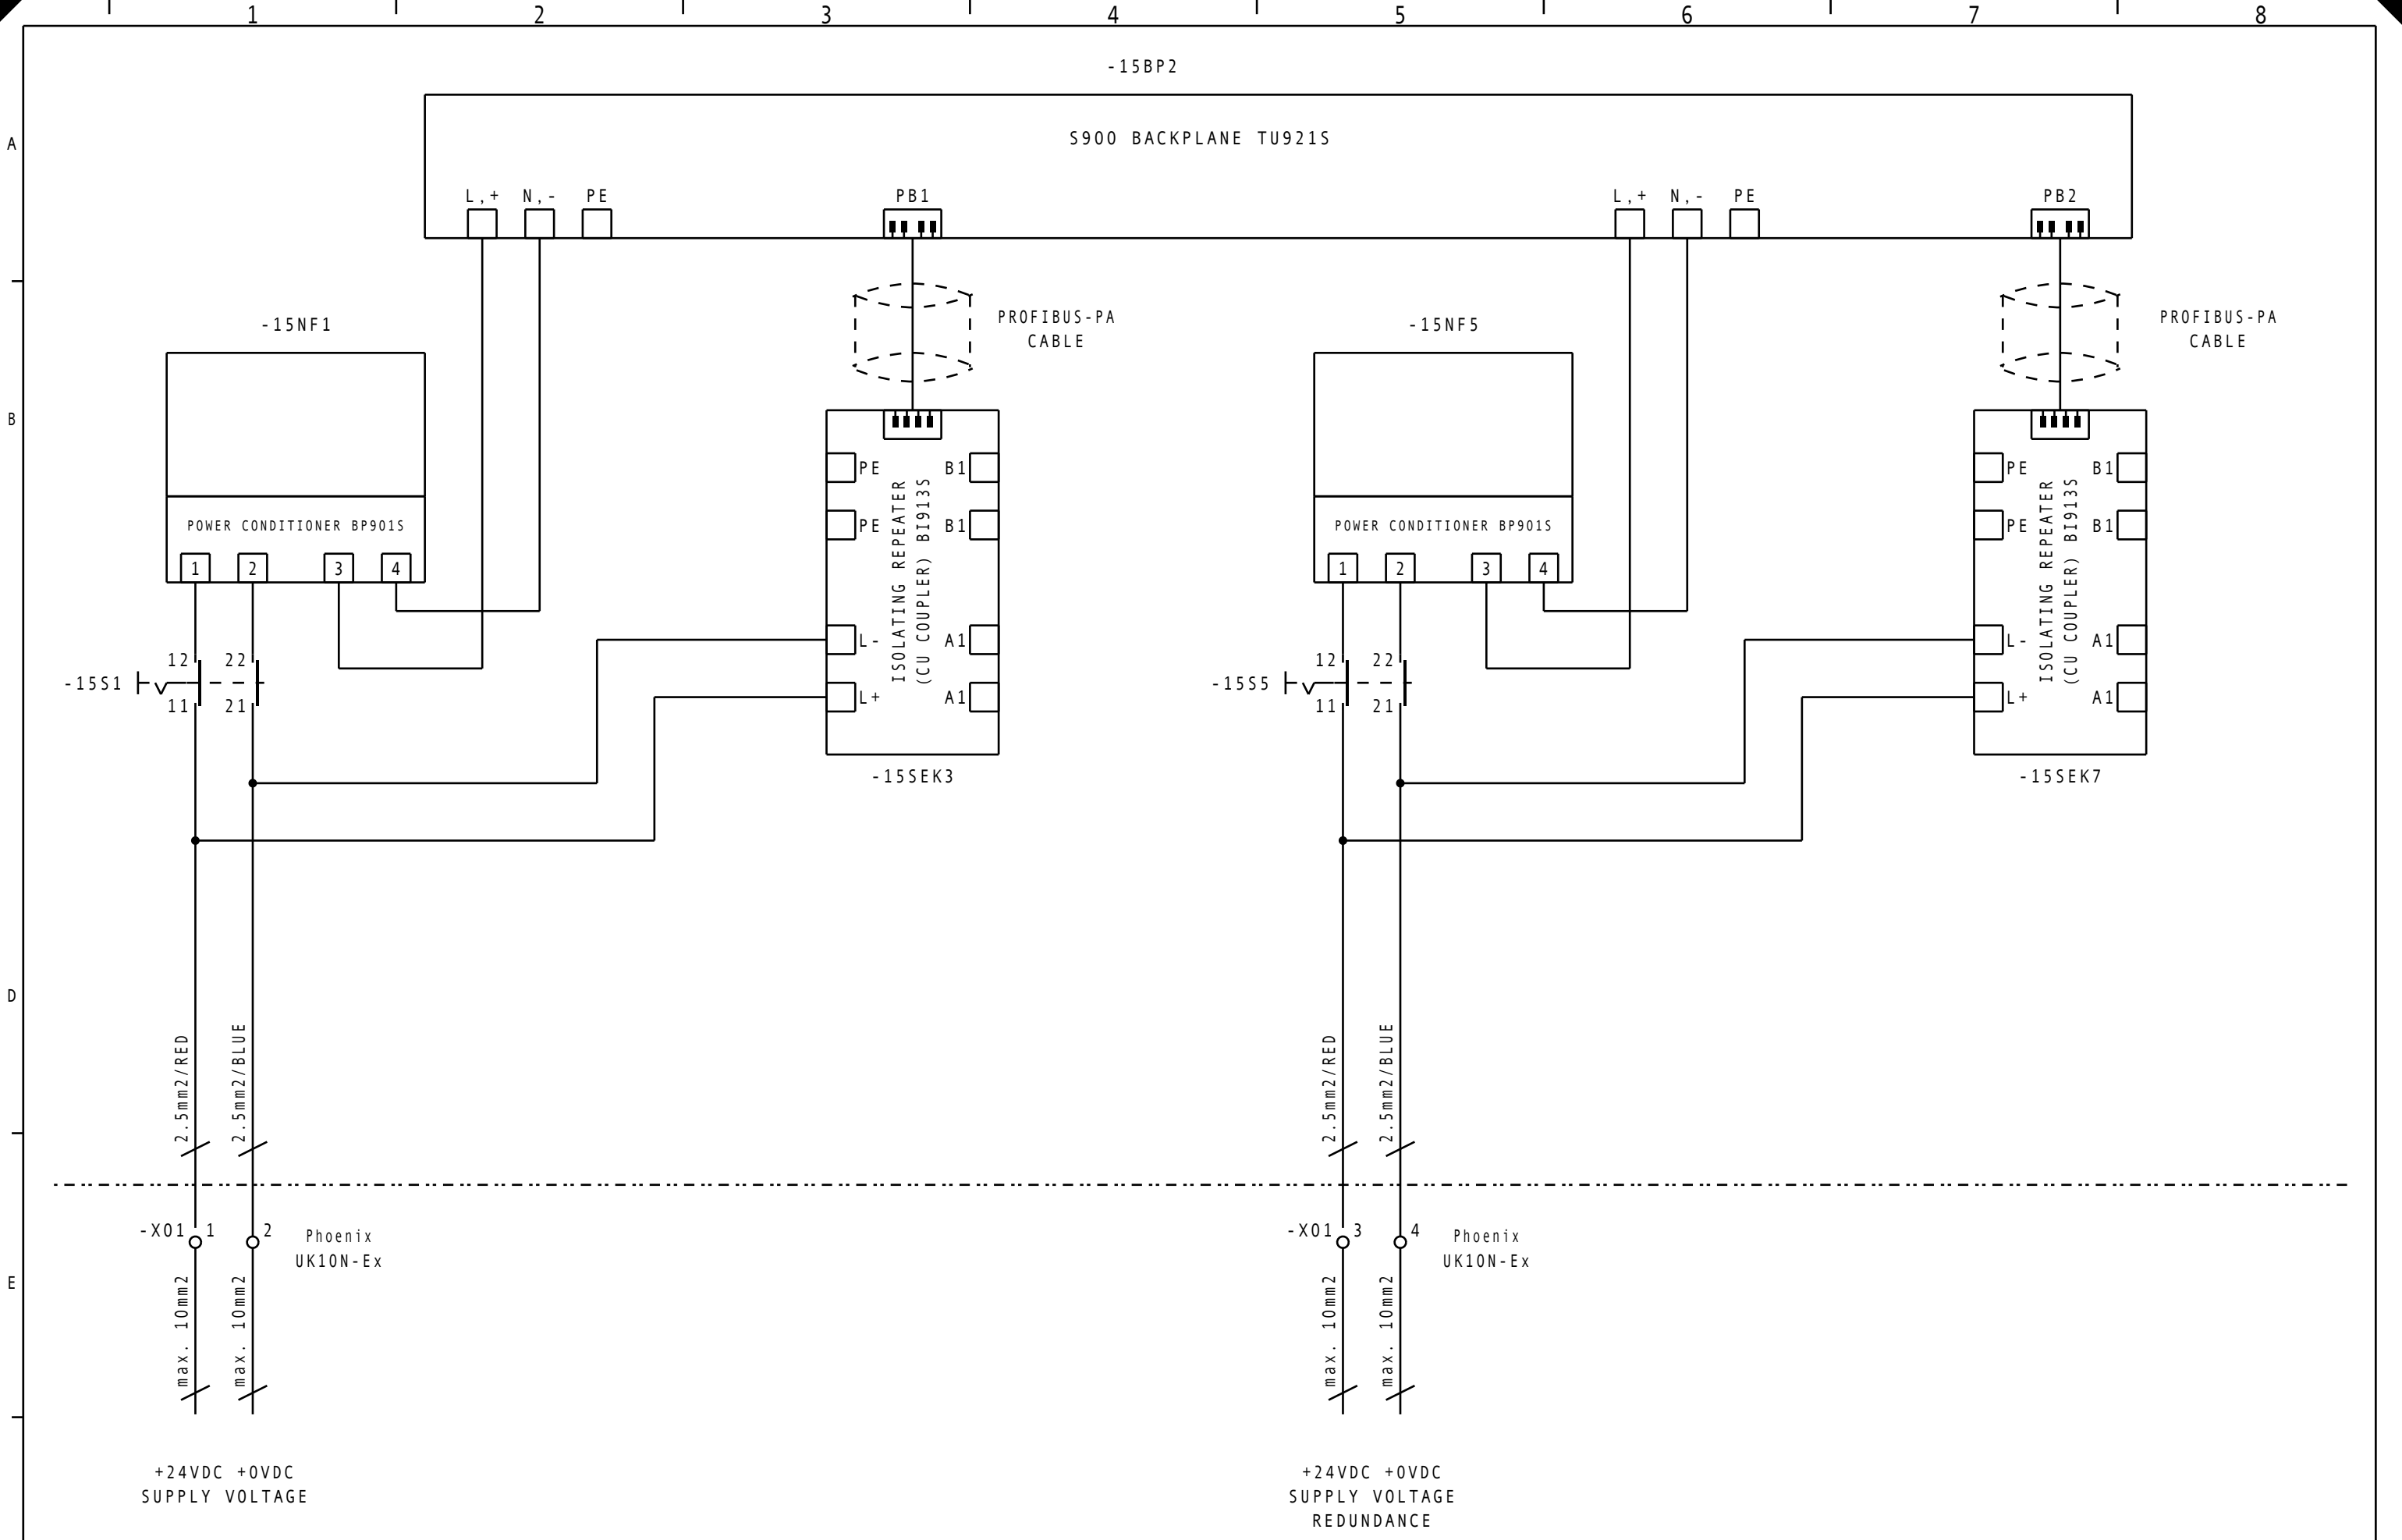 1 2 3 4 5 6 7 8
-15BP2
A
S900 BACKPLANE TU921S
L,+ N,- PE PB1 L,+ N,- PE PB2
-15NF1
PROFIBUS-PA
CABLE
-15NF5
PROFIBUS-PA
CABLE
B
POWER CONDITIONER BP901S
1 2 3 4
PE B1
PE B1
L- A1
L+ A1
ISOLATING REPEATER
(CU COUPLER) BI913S
-15SEK3
POWER CONDITIONER BP901S
1 2 3 4
PE B1
PE B1
L- A1
L+ A1
ISOLATING REPEATER
(CU COUPLER) BI913S
-15SEK7
12 22
-15S1
11 21
12 22
-15S5
11 21
D
2.5mm2/RED
2.5mm2/BLUE
2.5mm2/RED
2.5mm2/BLUE
-X01 1 2
Phoenix
UK10N-Ex
-X01 3 4
Phoenix
UK10N-Ex
E
max. 10mm2
max. 10mm2
max. 10mm2
max. 10mm2
+24VDC +0VDC
SUPPLY VOLTAGE
+24VDC +0VDC
SUPPLY VOLTAGE
REDUNDANCE